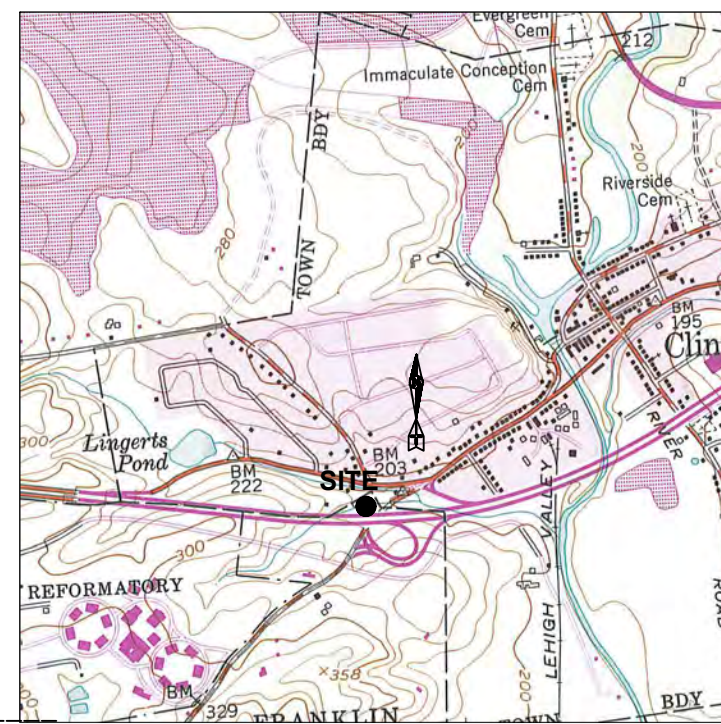 Evergreen
Cem
212
Immaculate Conception
Cem
BDY
TOWN
200
200
Riverside
Cem
280
BM
195
Clin
Lingerts
Pond
300
BM
222
BM
203
SITE
RIVER
VALLEY
LEHIGH
300
REFORMATORY
ROAD
×358
BM
329
FRANKLIN
TOWN
BDY